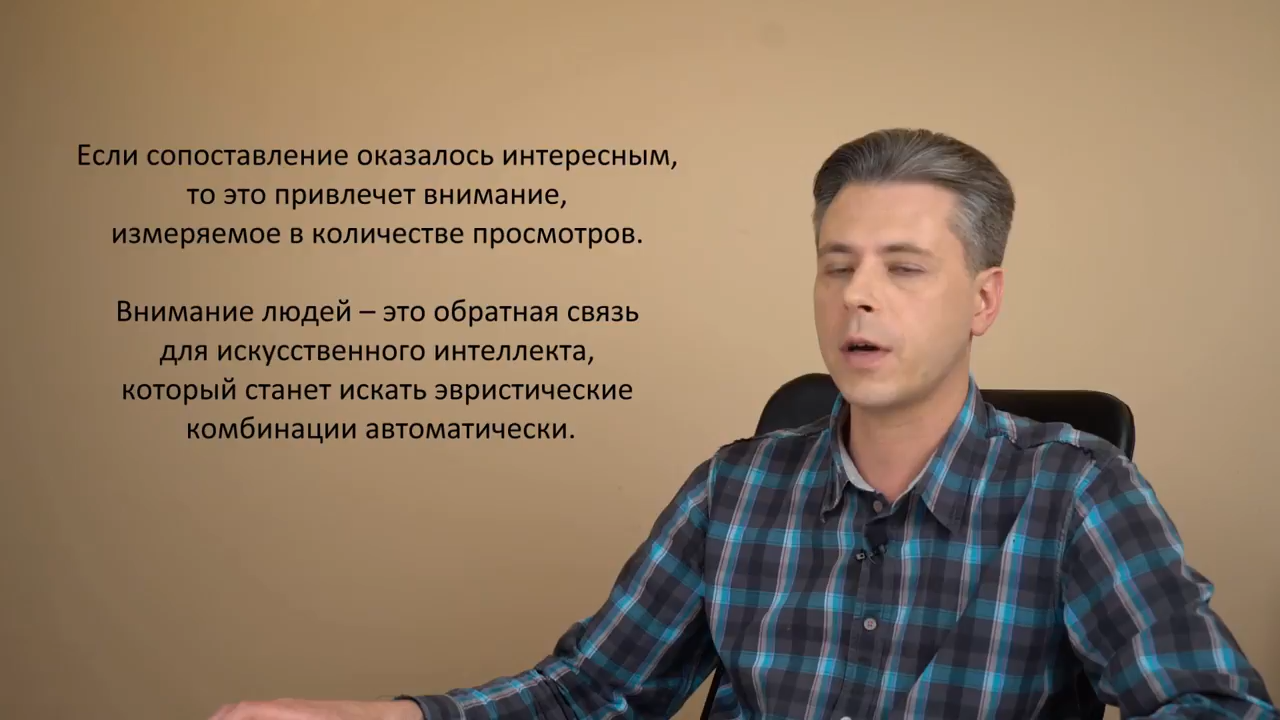 Если сопоставление оказалось интересным,
то это привлечет внимание,
измеряемое в количестве просмотров.
Внимание людей – это обратная связь
для искусственного интеллекта,
который станет искать эвристические
комбинации автоматически.